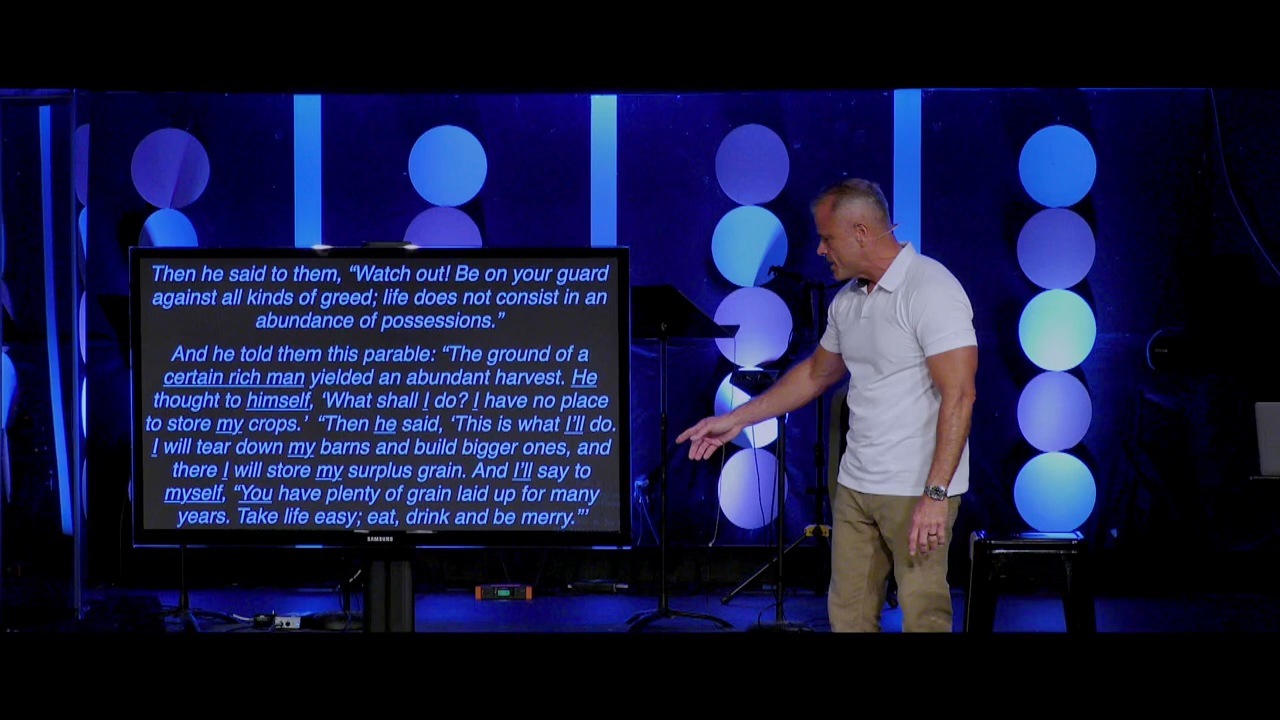 Then he said to them, “Watch out! Be on your guard
against all kinds of greed; life does not consist in an
abundance of possessions.”
And he told them this parable: “The ground of a
certain rich man yielded an abundant harvest. He
thought to himself, ‘What shall I do? I have no place
to store my crops.’ “Then he said, ‘This is what I’ll do.
I will tear down my barns and build bigger ones, and
there I will store my surplus grain. And I’ll say to
myself, “You have plenty of grain laid up for many
years. Take life easy; eat, drink and be merry.”’
SAMSUNG